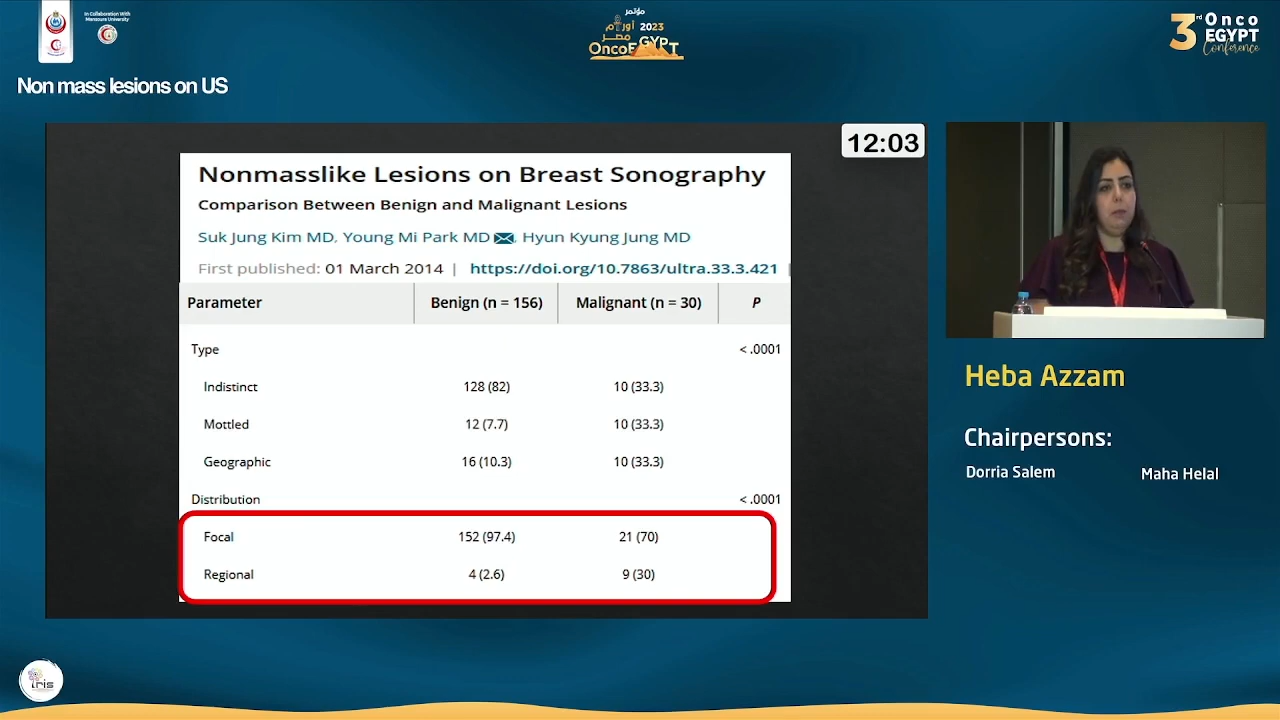 In Collaboration With
Mansoura University
مؤتمر
أورام 2023
مصر
OncoEGYPT
3rd Onco
EGYPT
Conference
Non mass lesions on US
12:03
Nonmasslike Lesions on Breast Sonography
Comparison Between Benign and Malignant Lesions
Suk Jung Kim MD, Young Mi Park MD, Hyun Kyung Jung MD
First published: 01 March 2014 | https://doi.org/10.7863/ultra.33.3.421 |
Parameter Benign (n = 156) Malignant (n = 30) P
Type < .0001
Indistinct 128 (82) 10 (33.3)
Mottled 12 (7.7) 10 (33.3)
Geographic 16 (10.3) 10 (33.3)
Distribution < .0001
Focal 152 (97.4) 21 (70)
Regional 4 (2.6) 9 (30)
Heba Azzam
Chairpersons:
Dorria Salem Maha Helal
iris